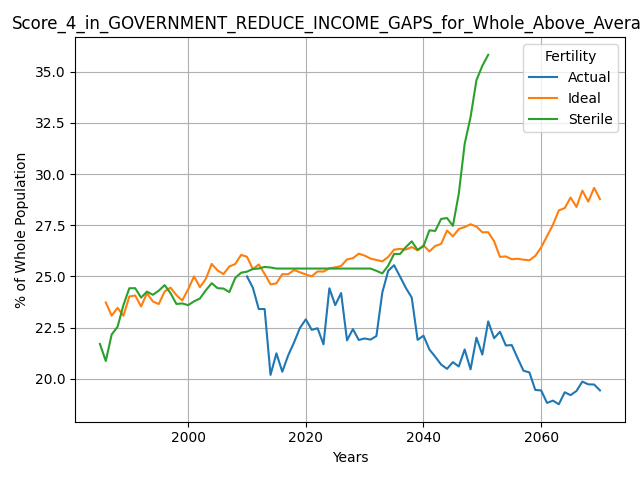 Score_4_in_GOVERNMENT_REDUCE_INCOME_GAPS_for_Whole_Above_Avera
Fertility
Actual
Ideal
Sterile
% of Whole Population
35.0
32.5
30.0
27.5
25.0
22.5
20.0
2000 2020 2040 2060
Years